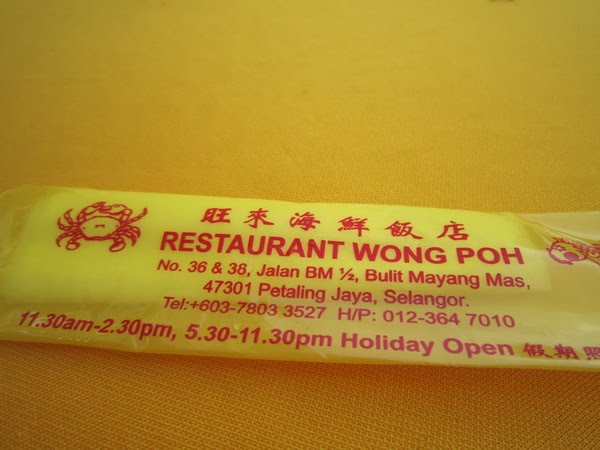 旺來海鮮飯店
RESTAURANT WONG POH
No. 36 & 38, Jalan BM ½, Bulit Mayang Mas,
47301 Petaling Jaya, Selangor.
Tel:+603-7803 3527 H/P: 012-364 7010
11.30am-2.30pm, 5.30-11.30pm Holiday Open 假期照